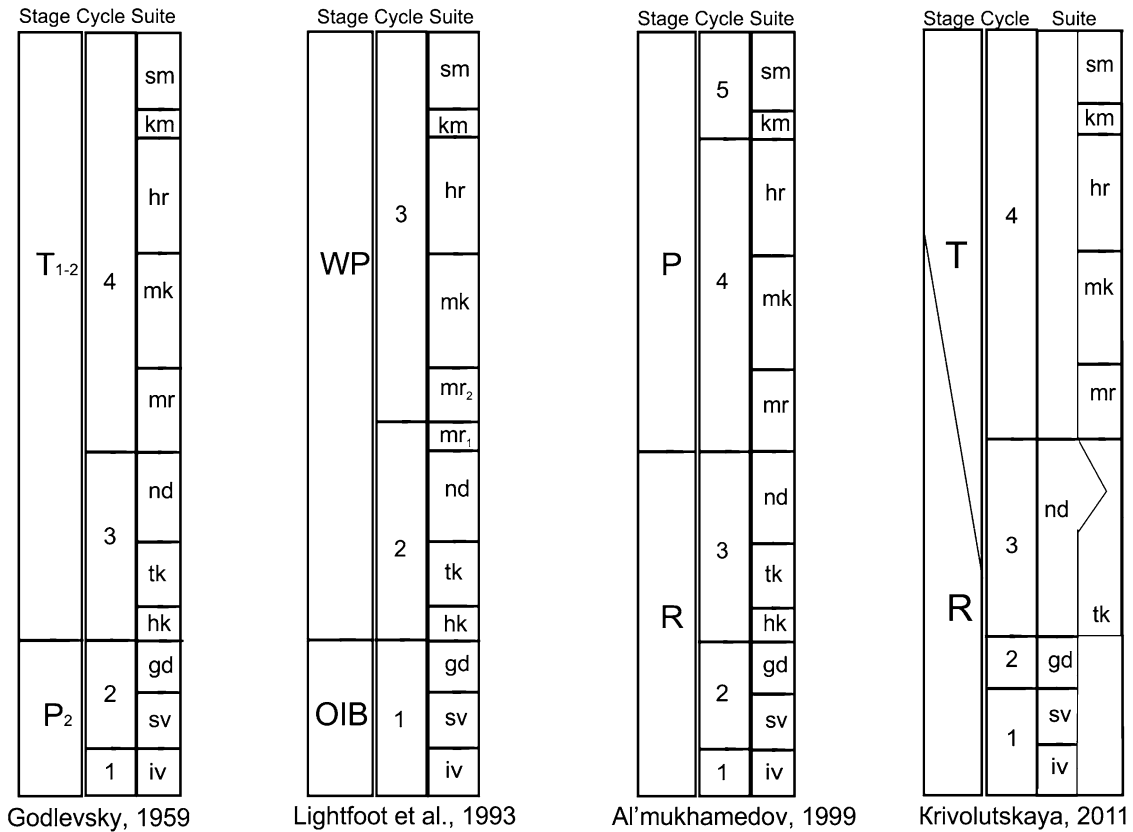 Stage Cycle Suite
sm
km
hr
T1-2
4
mk
mr
nd
3
tk
hk
gd
2
P2
sv
1
iv
Godlevsky, 1959
Stage Cycle Suite
sm
km
hr
3
WP
mk
mr2
mr1
nd
2
tk
hk
gd
OIB
1
sv
iv
Lightfoot et al., 1993
Stage Cycle Suite
sm
5
km
hr
P
4
mk
mr
nd
3
tk
R
hk
gd
2
sv
1
iv
Al'mukhamedov, 1999
Stage Cycle Suite
sm
km
hr
4
T
mk
mr
nd
3
R
tk
2
gd
sv
1
iv
Krivolutskaya, 2011